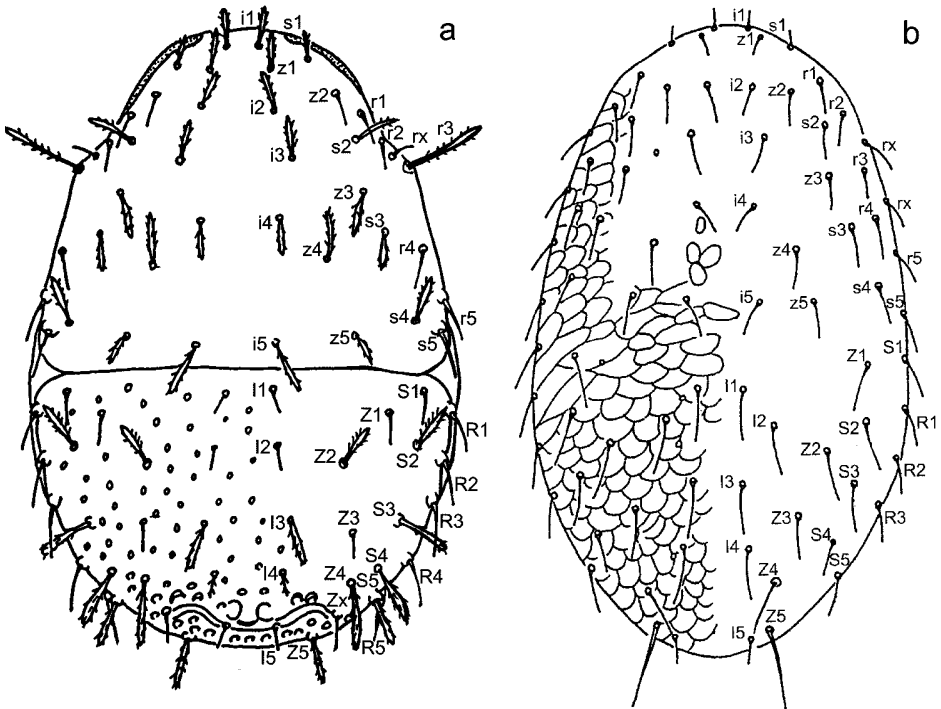 a
i1 s1
z1
i2 z2 r1
s2 r2 rx r3
i3
z3
i4 s3
z4 r4
s4 r5
i5 z5 s5
I1 Z1 S1
R1
I2 Z2 S2
R2
I3 Z3 S3 R3
I4 Z4 S4 R4
S5
Zx
I5 Z5 R5
b
i1 s1
z1
i2 z2 r1
r2
s2
i3 rx
z3 r3
i4 rx
r4
s3
z4 r5
s4
i5 z5 s5
S1
Z1
I1
R1
I2 S2
Z2 R2
I3 S3
R3
Z3
I4 S4
Z4 S5
Z5
I5